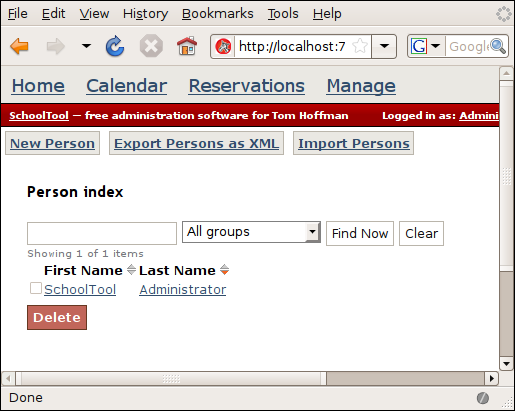 File Edit View History Bookmarks Tools Help
http://localhost:7 G Google
Home Calendar Reservations Manage
SchoolTool — free administration software for Tom Hoffman Logged in as: Admini
New Person Export Persons as XML Import Persons
Person index
All groups Find Now Clear
Showing 1 of 1 items
First Name Last Name
SchoolTool Administrator
Delete
Done